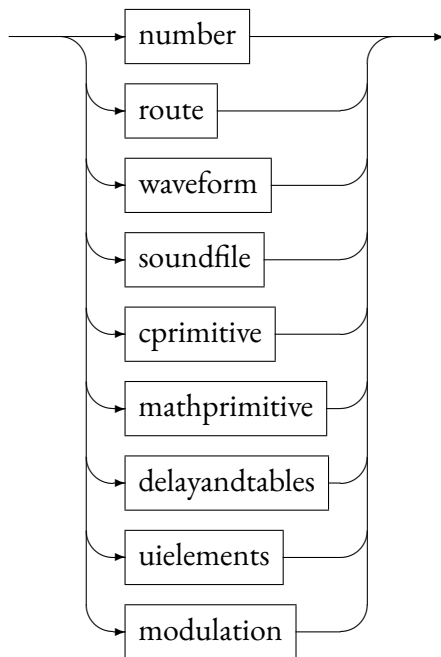 number
route
waveform
soundfile
cprimitive
mathprimitive
delayandtables
uielements
modulation